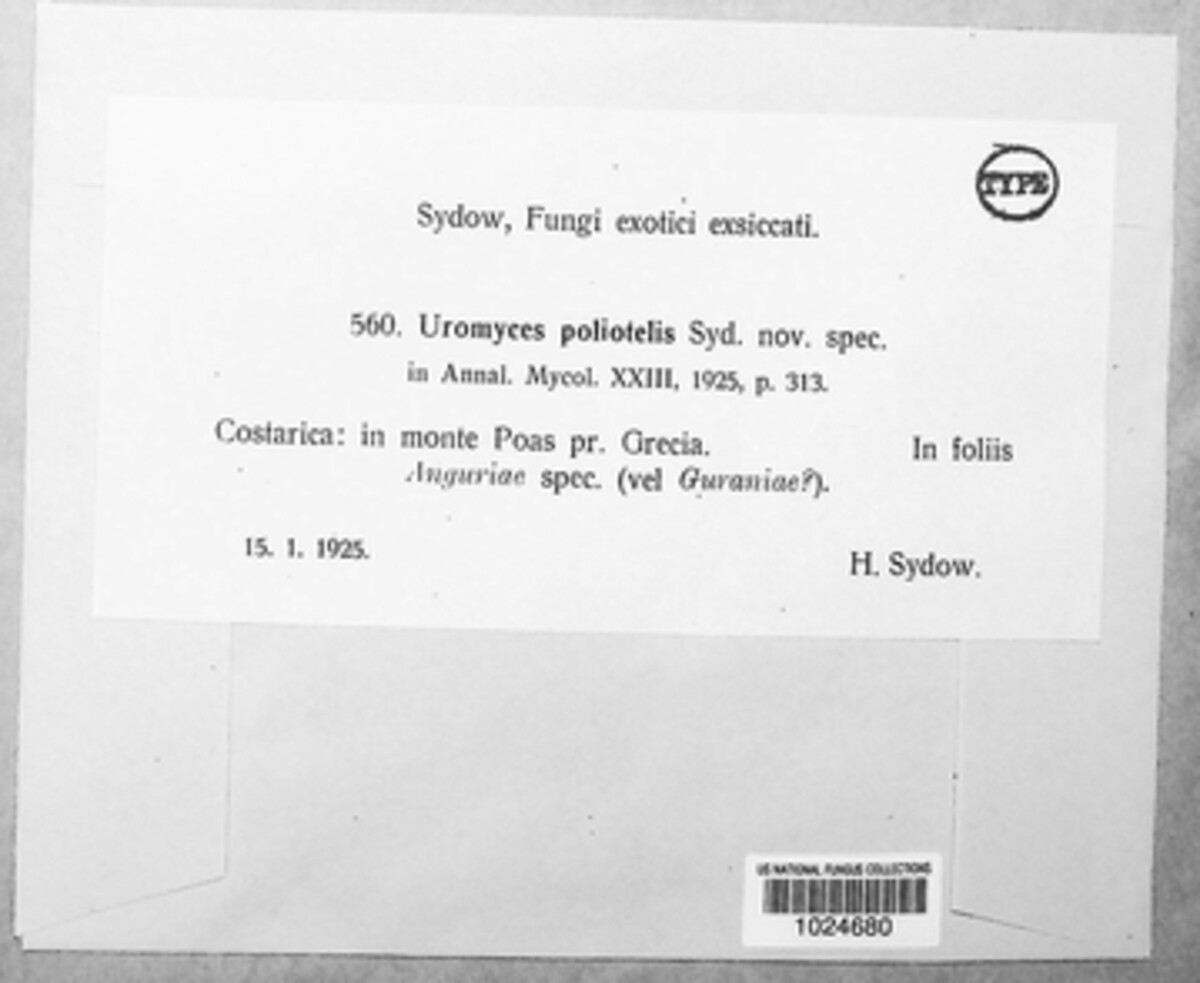 TYPE
Sydow, Fungi exotici exsiccati.
560. Uromyces poliotelis Syd. nov. spec.
in Annal. Mycol. XXIII, 1925, p. 313.
Costarica: in monte Poas pr. Grecia. In foliis
Anguriae spec. (vel Guraniae?).
15. 1. 1925.
H. Sydow.
US NATIONAL FUNGUS COLLECTIONS
1024680